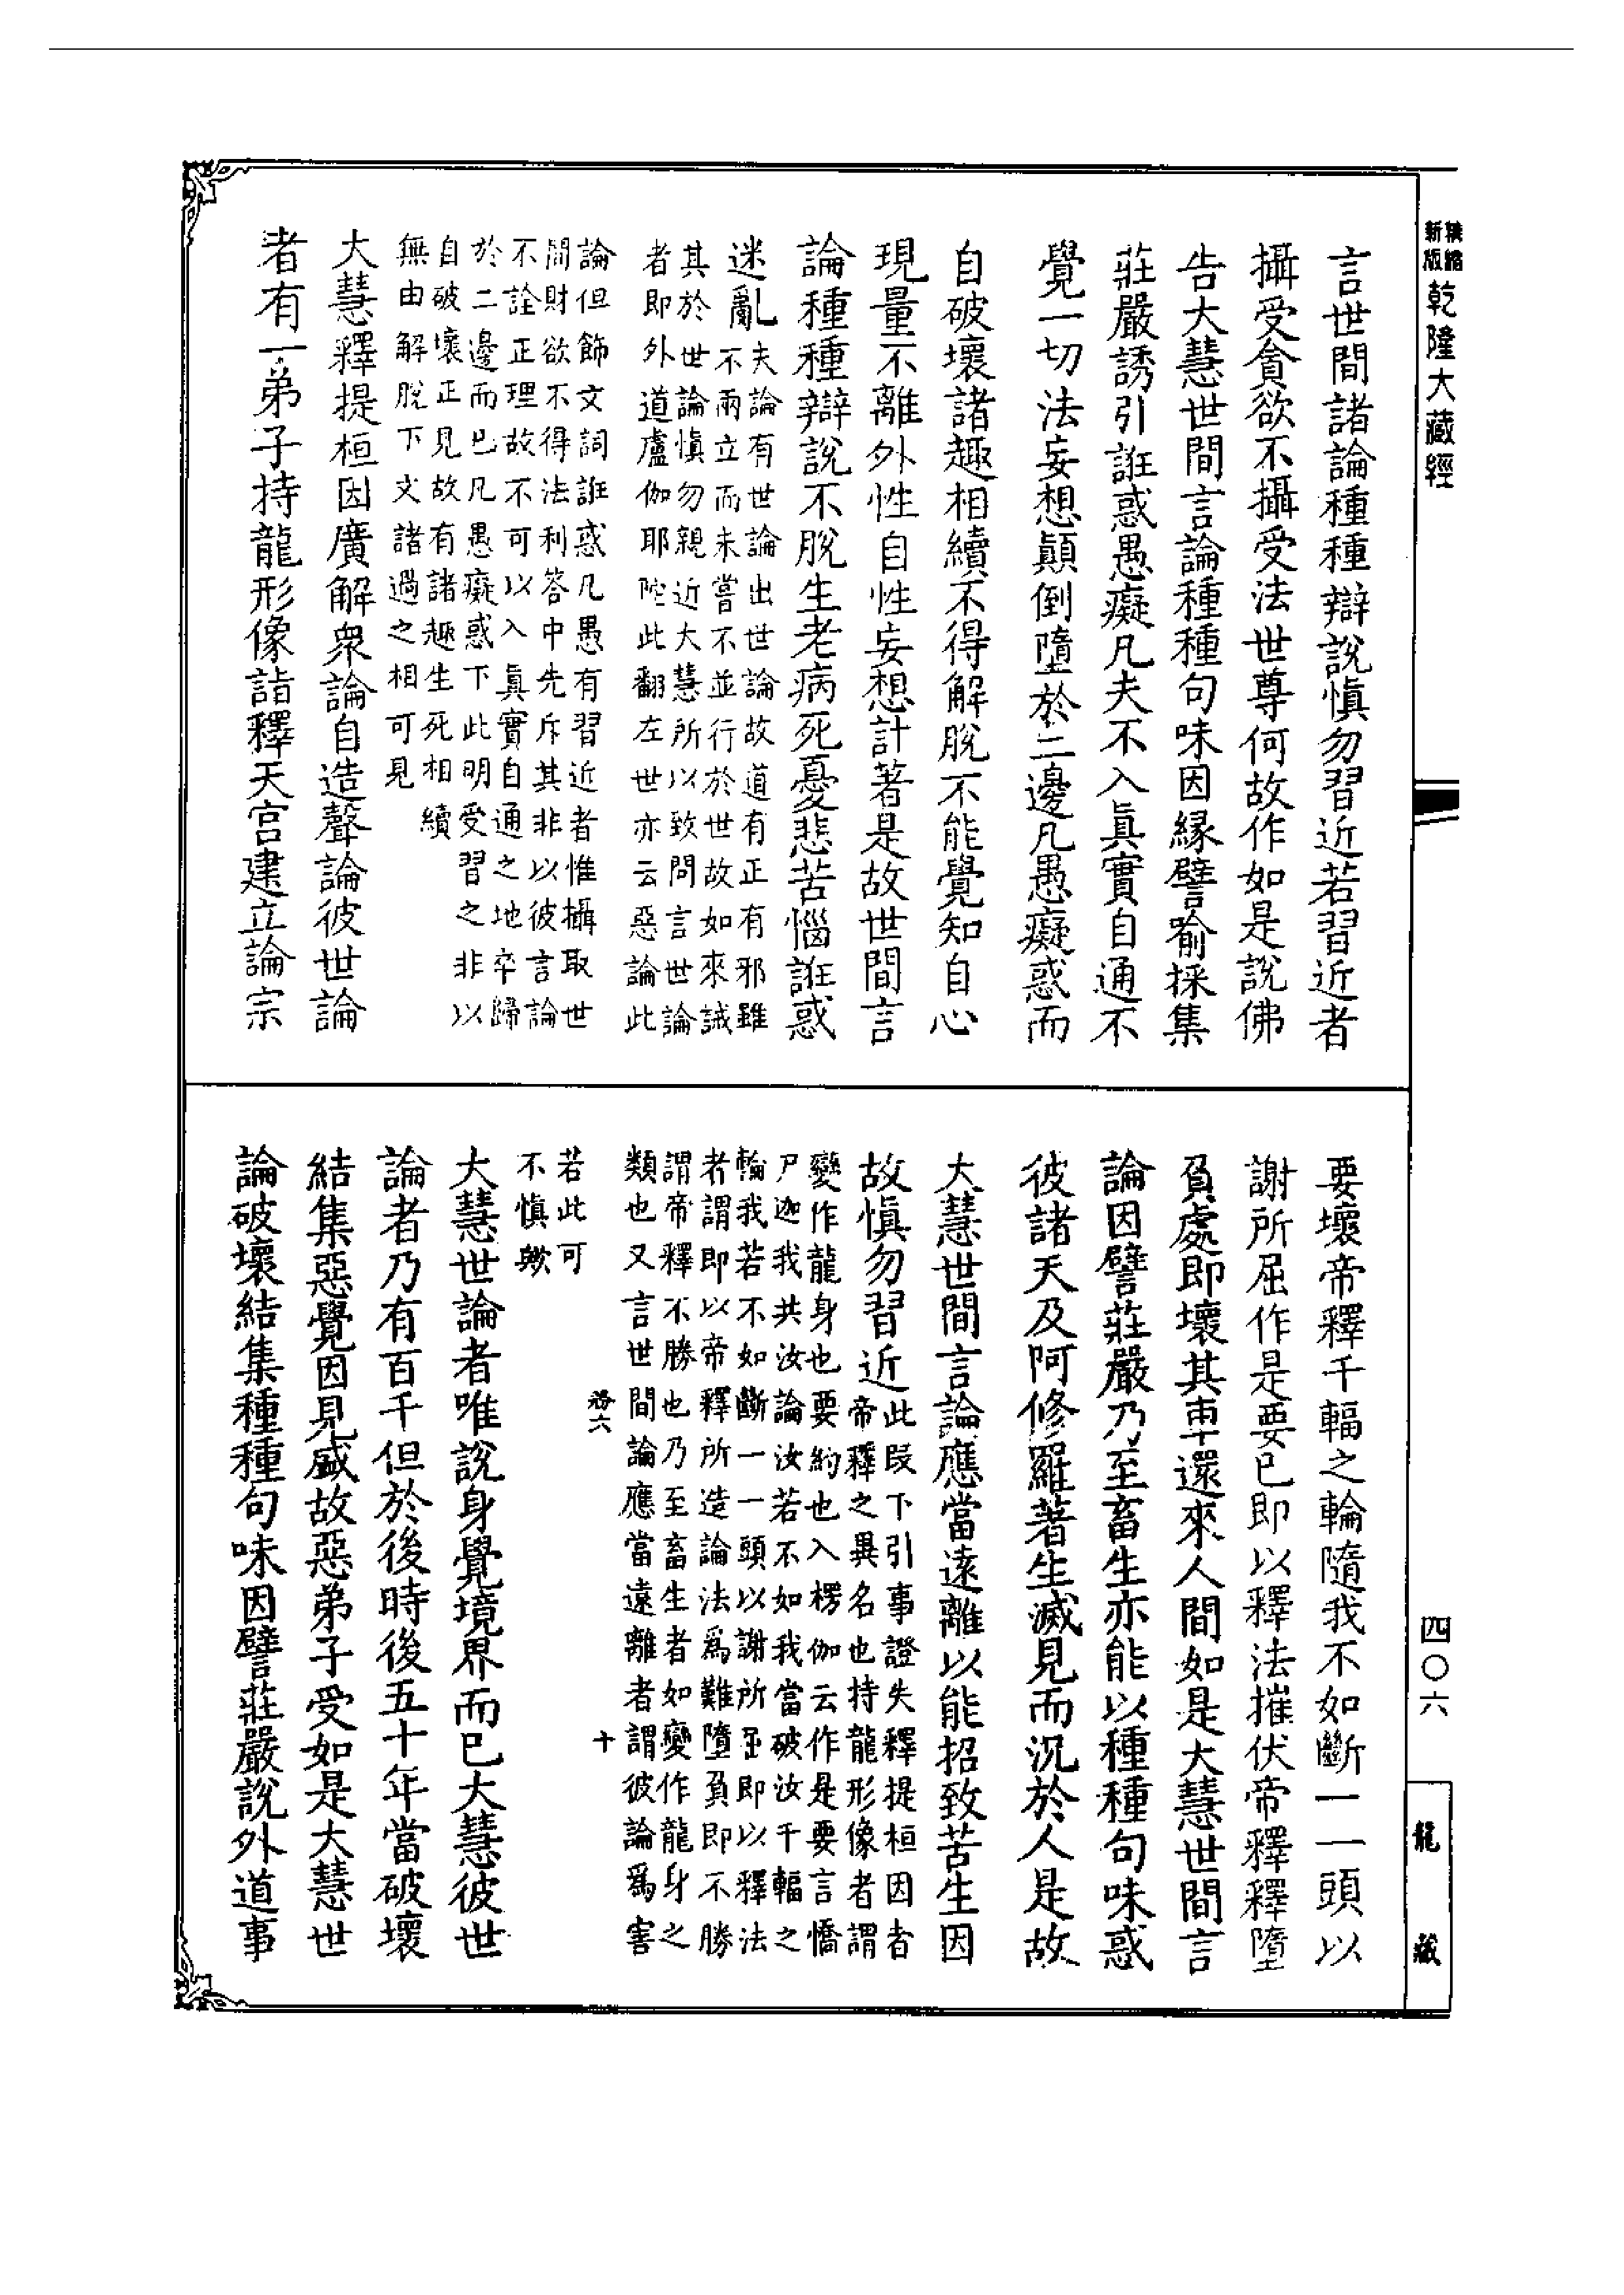 精縮
新版
乾隆大藏經
言世間諸論種種辯說慎勿習近若習近者
攝受貪欲不攝受法世尊何故作如是說佛
告大慧世間言論種種句味因緣譬喻採集
莊嚴誘引誑惑愚癡凡夫不入真實自通不
覺一切法妄想顛倒墮於二邊凡愚癡惑而
自破壞諸趣相續不得解脫不能覺知自心
現量不離外性自性妄想計著是故世間言
論種種辯說不脫生老病死憂悲苦惱誑惑
迷亂夫論有世論出世論故道有正有邪雖
不兩立而未嘗不並行於世故如來誡
其於世論慎勿親近大慧所以致問言世論
者即外道盧伽耶陀此翻左世亦云惡論此
論但飾文詞誑惑凡愚有習近者惟攝取世
間財欲不得法利答中先斥其非以彼言論
不詮正理故不可以入真實自通之地卒歸
於二邊而已凡愚癡惑下此明受習之非以
自破壞正見故有諸趣生死相續
無由解脫下文諸過之相可見
大慧釋提桓因廣解眾論自造聲論彼世論
者有一弟子持龍形像詣釋天宮建立論宗
要壞帝釋千輻之輪隨我不如斷一一頭以
謝所屈作是要已即以釋法摧伏帝釋釋墮
負處即壞其車還來人間如是大慧世間言
論因譬莊嚴乃至畜生亦能以種種句味惑
彼諸天及阿修羅著生滅見而況於人是故
大慧世間言論應當遠離以能招致苦生因
故慎勿習近此段下引事證失釋提桓因者
帝釋之異名也持龍形像者謂
變作龍身也要約也入楞伽云作是要言憍
尸迦我共汝論汝若不如我當破汝千輻之
輪我若不如斷一一頭以謝所屈即以釋法
者謂即以帝釋所造論法為難墮負即不勝
謂帝釋不勝也乃至畜生者如變作龍身之
類也又言世間論應當遠離者謂彼論為害
若此可
不慎歟
卷六
十
大慧世論者唯說身覺境界而已大慧彼世
論者乃有百千但於後時後五十年當破壞
結集惡覺因見盛故惡弟子受如是大慧世
論破壞結集種種句味因譬莊嚴說外道事
四〇六
龍藏